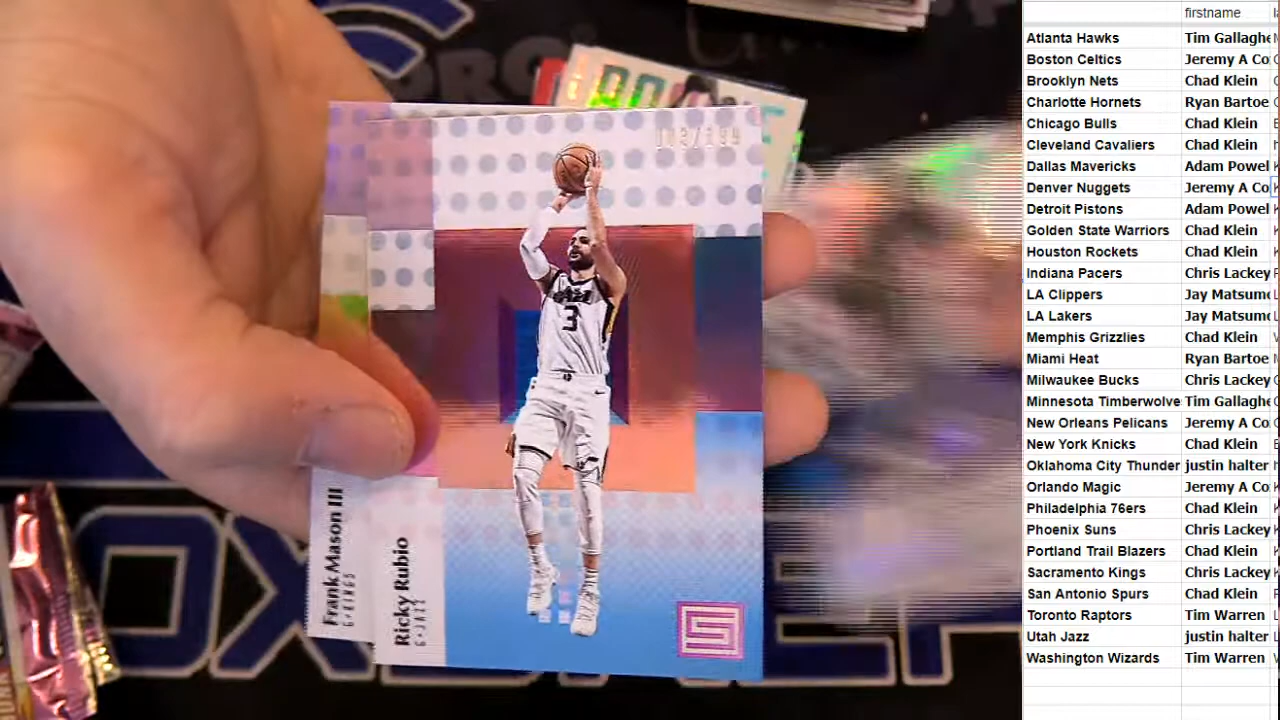 firstname
Atlanta Hawks Tim Gallaghe
Boston Celtics Jeremy A Co
Brooklyn Nets Chad Klein
Charlotte Hornets Ryan Bartoe
Chicago Bulls Chad Klein
Cleveland Cavaliers Chad Klein
Dallas Mavericks Adam Powel
Denver Nuggets Jeremy A Co
Detroit Pistons Adam Powel
Golden State Warriors Chad Klein
Houston Rockets Chad Klein
Indiana Pacers Chris Lackey
LA Clippers Jay Matsumo
LA Lakers Jay Matsumo
Memphis Grizzlies Chad Klein
Miami Heat Ryan Bartoe
Milwaukee Bucks Chris Lackey
Minnesota Timberwolve Tim Gallaghe
New Orleans Pelicans Jeremy A Co
New York Knicks Chad Klein
Oklahoma City Thunder justin halter
Orlando Magic Jeremy A Co
Philadelphia 76ers Chad Klein
Phoenix Suns Chris Lackey
Portland Trail Blazers Chad Klein
Sacramento Kings Chris Lackey
San Antonio Spurs Chad Klein
Toronto Raptors Tim Warren
Utah Jazz justin halter
Washington Wizards Tim Warren
JAZZ
3
Frank Mason III
G•KINGS
Ricky Rubio
G•JAZZ